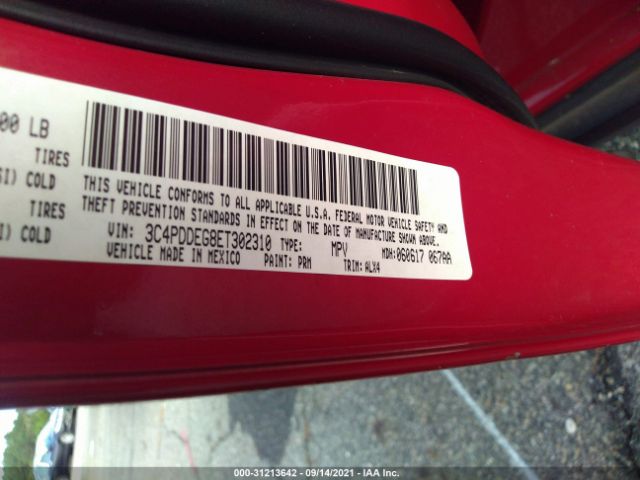 00 LB
TIRES
SI) COLD
TIRES
SI) COLD
THIS VEHICLE CONFORMS TO ALL APPLICABLE U.S.A. FEDERAL MOTOR VEHICLE SAFETY AND
THEFT PREVENTION STANDARDS IN EFFECT ON THE DATE OF MANUFACTURE SHOWN ABOVE.
VIN: 3C4PDDEG8ET302310 TYPE: MPV MDH: 060617 067AA
VEHICLE MADE IN MEXICO PAINT: PRM TRIM: ALX4
000-31213642 - 09/14/2021 - IAA Inc.